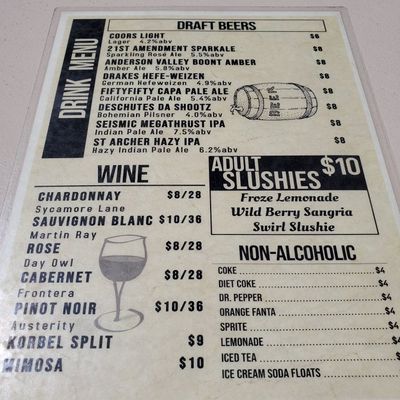 DRINK MENU
DRAFT BEERS
COORS LIGHT $6
Lager 4.2%abv
21ST AMENDMENT SPARKALE $8
Sparkling Rosé Ale 5.5%abv
ANDERSON VALLEY BOONT AMBER $8
Amber Ale 5.8%abv
DRAKES HEFE-WEIZEN $8
German Hefeweizen 4.9%abv
FIFTYFIFTY CAPA PALE ALE $8
California Pale Ale 5.4%abv
DESCHUTES DA SHOOTZ $8
Bohemian Pilsner 4.0%abv
SEISMIC MEGATHRUST IPA $8
Indian Pale Ale 7.5%abv
ST ARCHER HAZY IPA $8
Hazy Indian Pale Ale 6.2%abv
WINE
CHARDONNAY $8/28
Sycamore Lane
SAUVIGNON BLANC $10/36
Martin Ray
ROSE $8/28
Day Owl
CABERNET $8/28
Frontera
PINOT NOIR $10/36
Austerity
KORBEL SPLIT $9
MIMOSA $10
ADULT SLUSHIES $10
Froze Lemonade
Wild Berry Sangria
Swirl Slushie
NON-ALCOHOLIC
COKE $4
DIET COKE $4
DR. PEPPER $4
ORANGE FANTA $4
SPRITE $4
LEMONADE $4
ICED TEA $
ICE CREAM SODA FLOATS